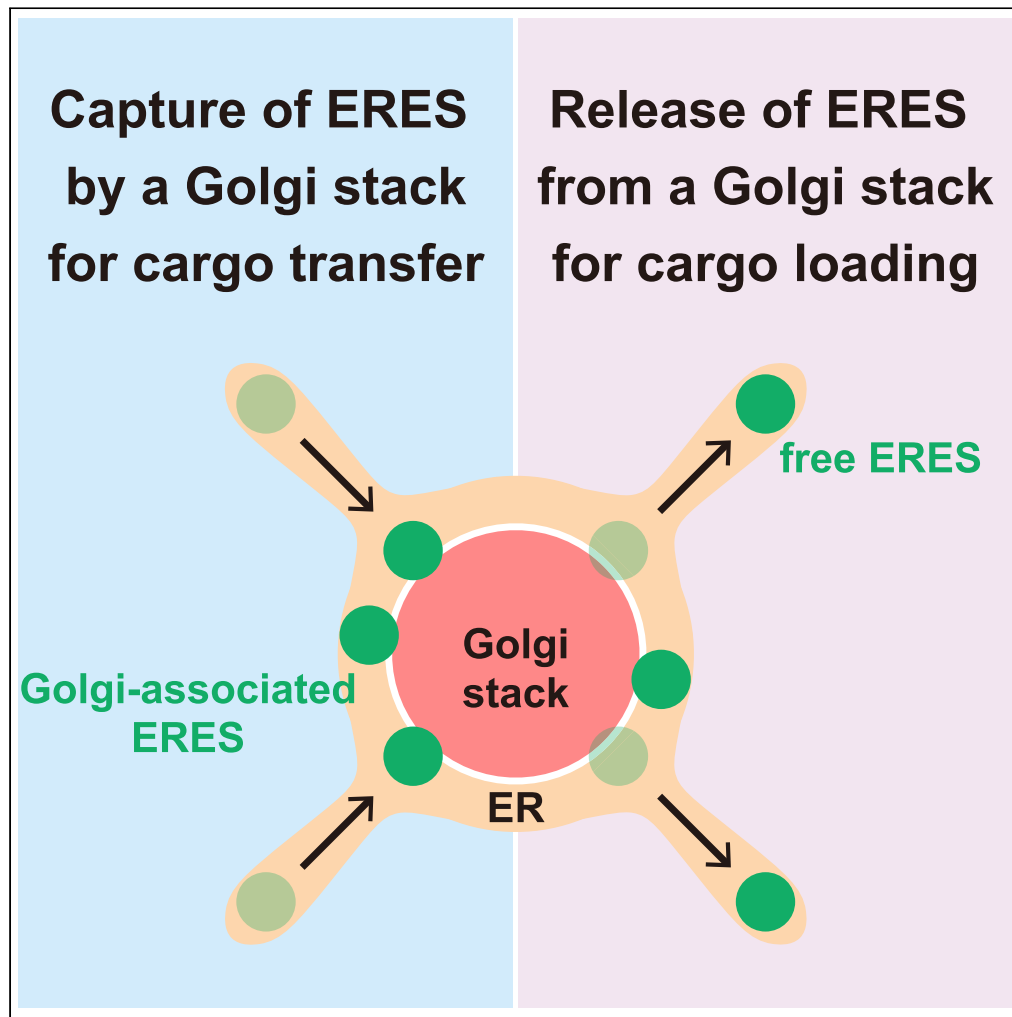 Capture of ERES
by a Golgi stack
for cargo transfer
Release of ERES
from a Golgi stack
for cargo loading
free ERES
Golgi
stack
Golgi-associated
ERES
ER